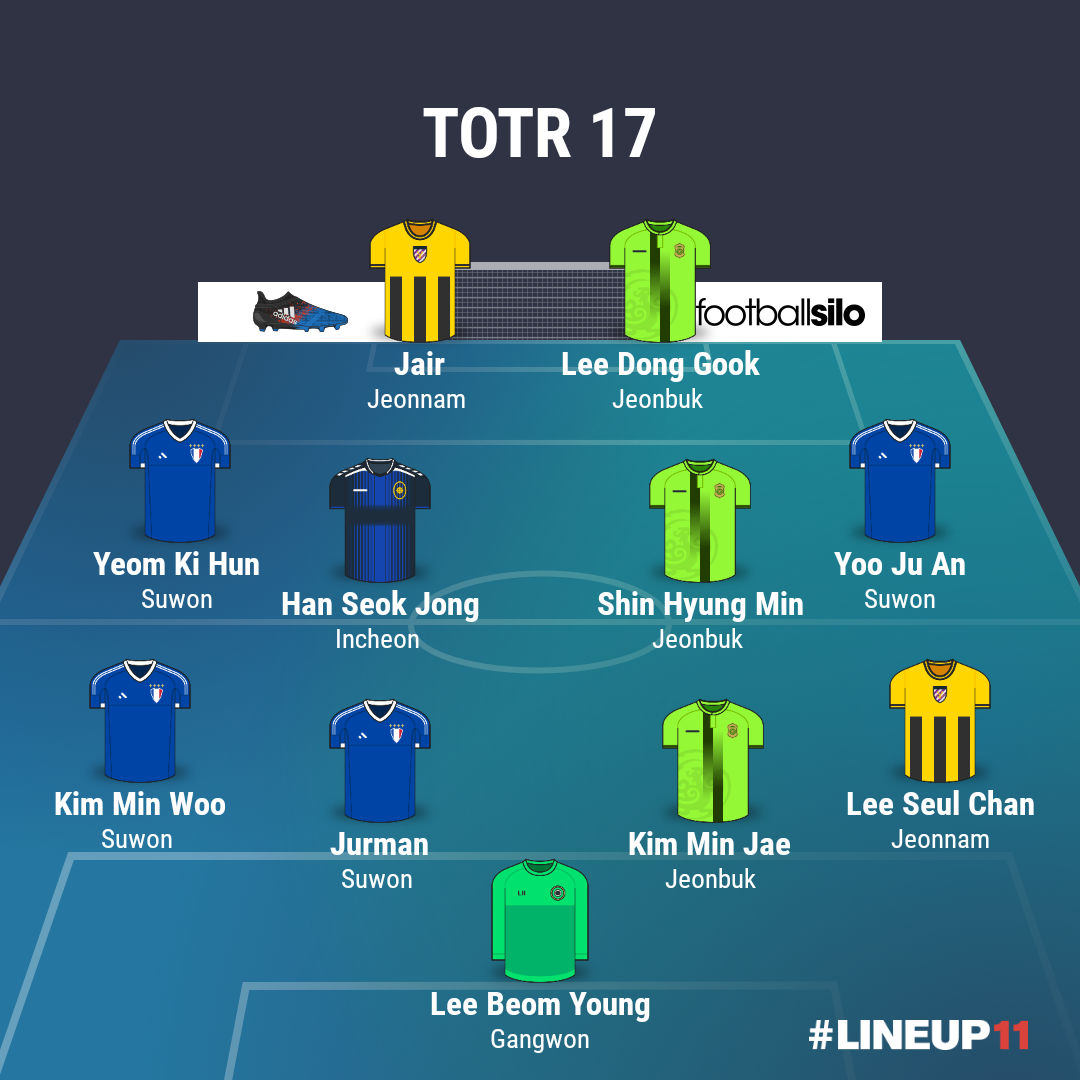 TOTR 17
adidas
footballsilo
Jair
Jeonnam
Lee Dong Gook
Jeonbuk
Yeom Ki Hun
Suwon
Han Seok Jong
Incheon
Shin Hyung Min
Jeonbuk
Yoo Ju An
Suwon
Kim Min Woo
Suwon
Jurman
Suwon
Kim Min Jae
Jeonbuk
Lee Seul Chan
Jeonnam
Lee Beom Young
Gangwon
#LINEUP11